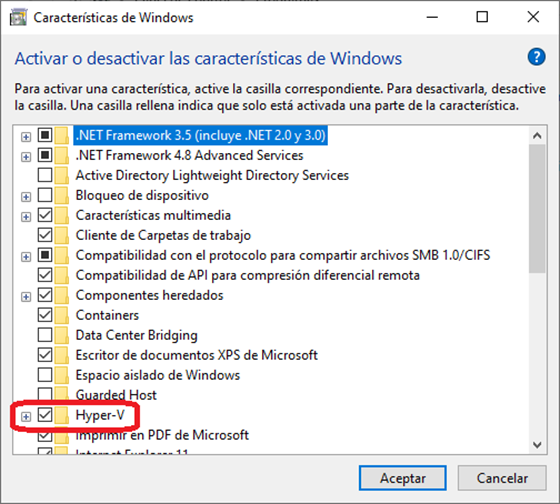 Características de Windows
Activar o desactivar las características de Windows
?
Para activar una característica, active la casilla correspondiente. Para desactivarla, desactive
la casilla. Una casilla rellena indica que solo está activada una parte de la característica.
.NET Framework 3.5 (incluye .NET 2.0 y 3.0)
.NET Framework 4.8 Advanced Services
Active Directory Lightweight Directory Services
Bloqueo de dispositivo
Características multimedia
Cliente de Carpetas de trabajo
Compatibilidad con el protocolo para compartir archivos SMB 1.0/CIFS
Compatibilidad de API para compresión diferencial remota
Componentes heredados
Containers
Data Center Bridging
Escritor de documentos XPS de Microsoft
Espacio aislado de Windows
Guarded Host
Hyper-V
Imprimir en PDF de Microsoft
Internet Explorer 11
Aceptar
Cancelar